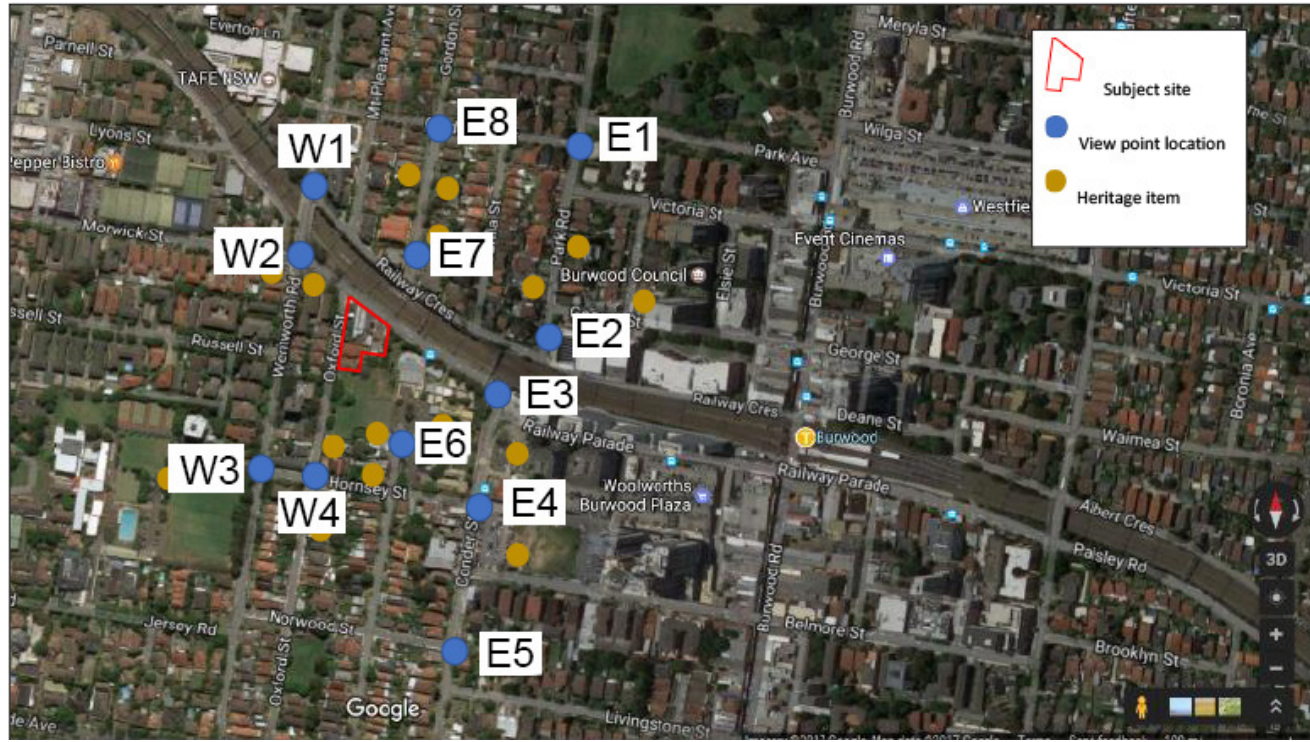 Everton Ln
Parnell St
TAFE NSW
Mt Pleasant Ave
Gordon St
Burwood Rd
Meryla St
Subject site
View point location
Heritage item
Lyons St
Pepper Bistro
W1
E8
E1
Park Ave
Wilga St
Victoria St
Westfie
Morwick St
W2
E7
Railway Cres
Park Rd
Burwood Council
Elsie St
Event Cinemas
Burwood
Victoria St
Russell St
Wentworth Rd
Oxford St
E2
George St
Boronia Ave
E3
Railway Cres
Deane St
Railway Parade
Burwood
Waimea St
W3
W4
Hornsey St
E6
E4
Conder St
Woolworths
Burwood Plaza
Railway Parade
Albert Cres
Paisley Rd
3D
Jersey Rd
Norwood St
Oxford St
E5
Burwood Rd
Belmore St
Brooklyn St
Google
Livingstone St
de Ave